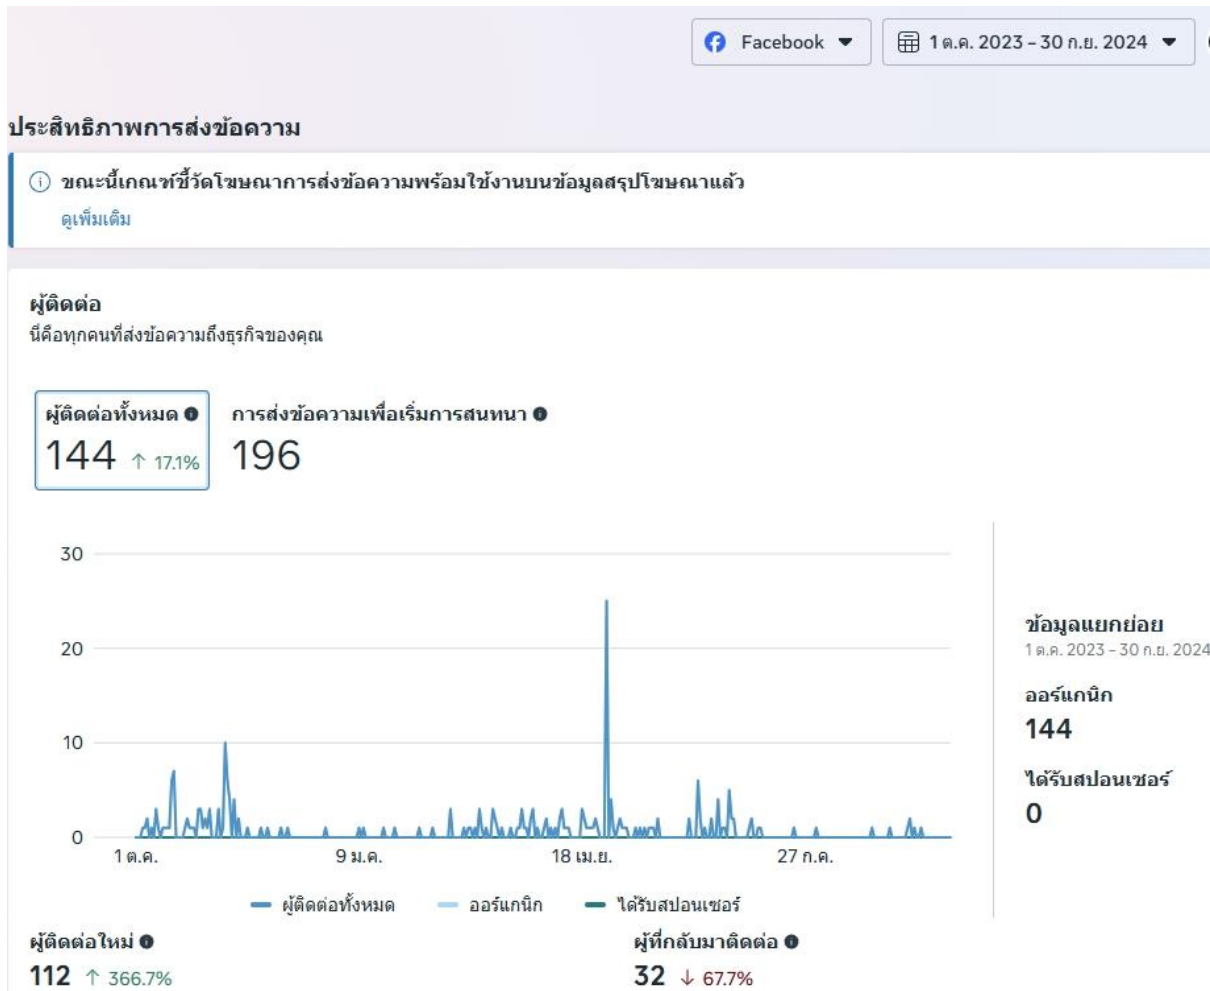 Facebook
1 ต.ค. 2023 – 30 ก.ย. 2024
ประสิทธิภาพการส่งข้อความ
ขณะนี้เกณฑ์ชี้วัดโฆษณาการส่งข้อความพร้อมใช้งานบนข้อมูลสรุปโฆษณาแล้ว
ดูเพิ่มเติม
ผู้ติดต่อ
นี่คือทุกคนที่ส่งข้อความถึงธุรกิจของคุณ
ผู้ติดต่อทั้งหมด การส่งข้อความเพื่อเริ่มการสนทนา
144 ↑ 17.1% 196
30
20
10
0
1 ต.ค. 9 ม.ค. 18 เม.ย. 27 ก.ค.
ผู้ติดต่อทั้งหมด ออร์แกนิก ได้รับสปอนเซอร์
ข้อมูลแยกย่อย
1 ต.ค. 2023 – 30 ก.ย. 2024
ออร์แกนิก
144
ได้รับสปอนเซอร์
0
ผู้ติดต่อใหม่ ผู้ที่กลับมาติดต่อ
112 ↑ 366.7% 32 ↓ 67.7%